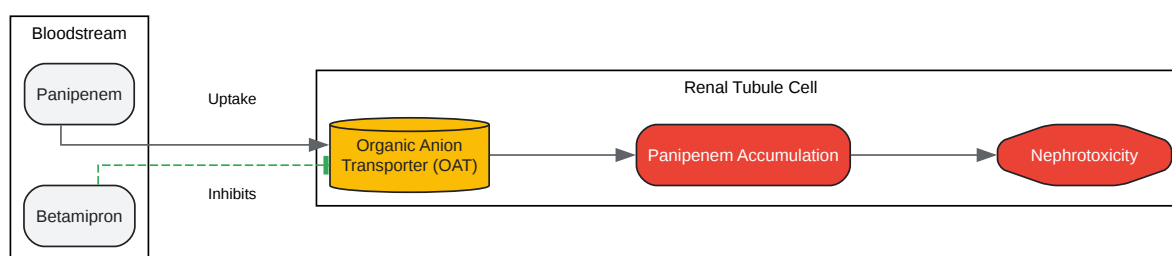 Bloodstream
Panipenem
Betamipron
Uptake
Inhibits
Renal Tubule Cell
Organic Anion
Transporter (OAT)
Panipenem Accumulation
Nephrotoxicity